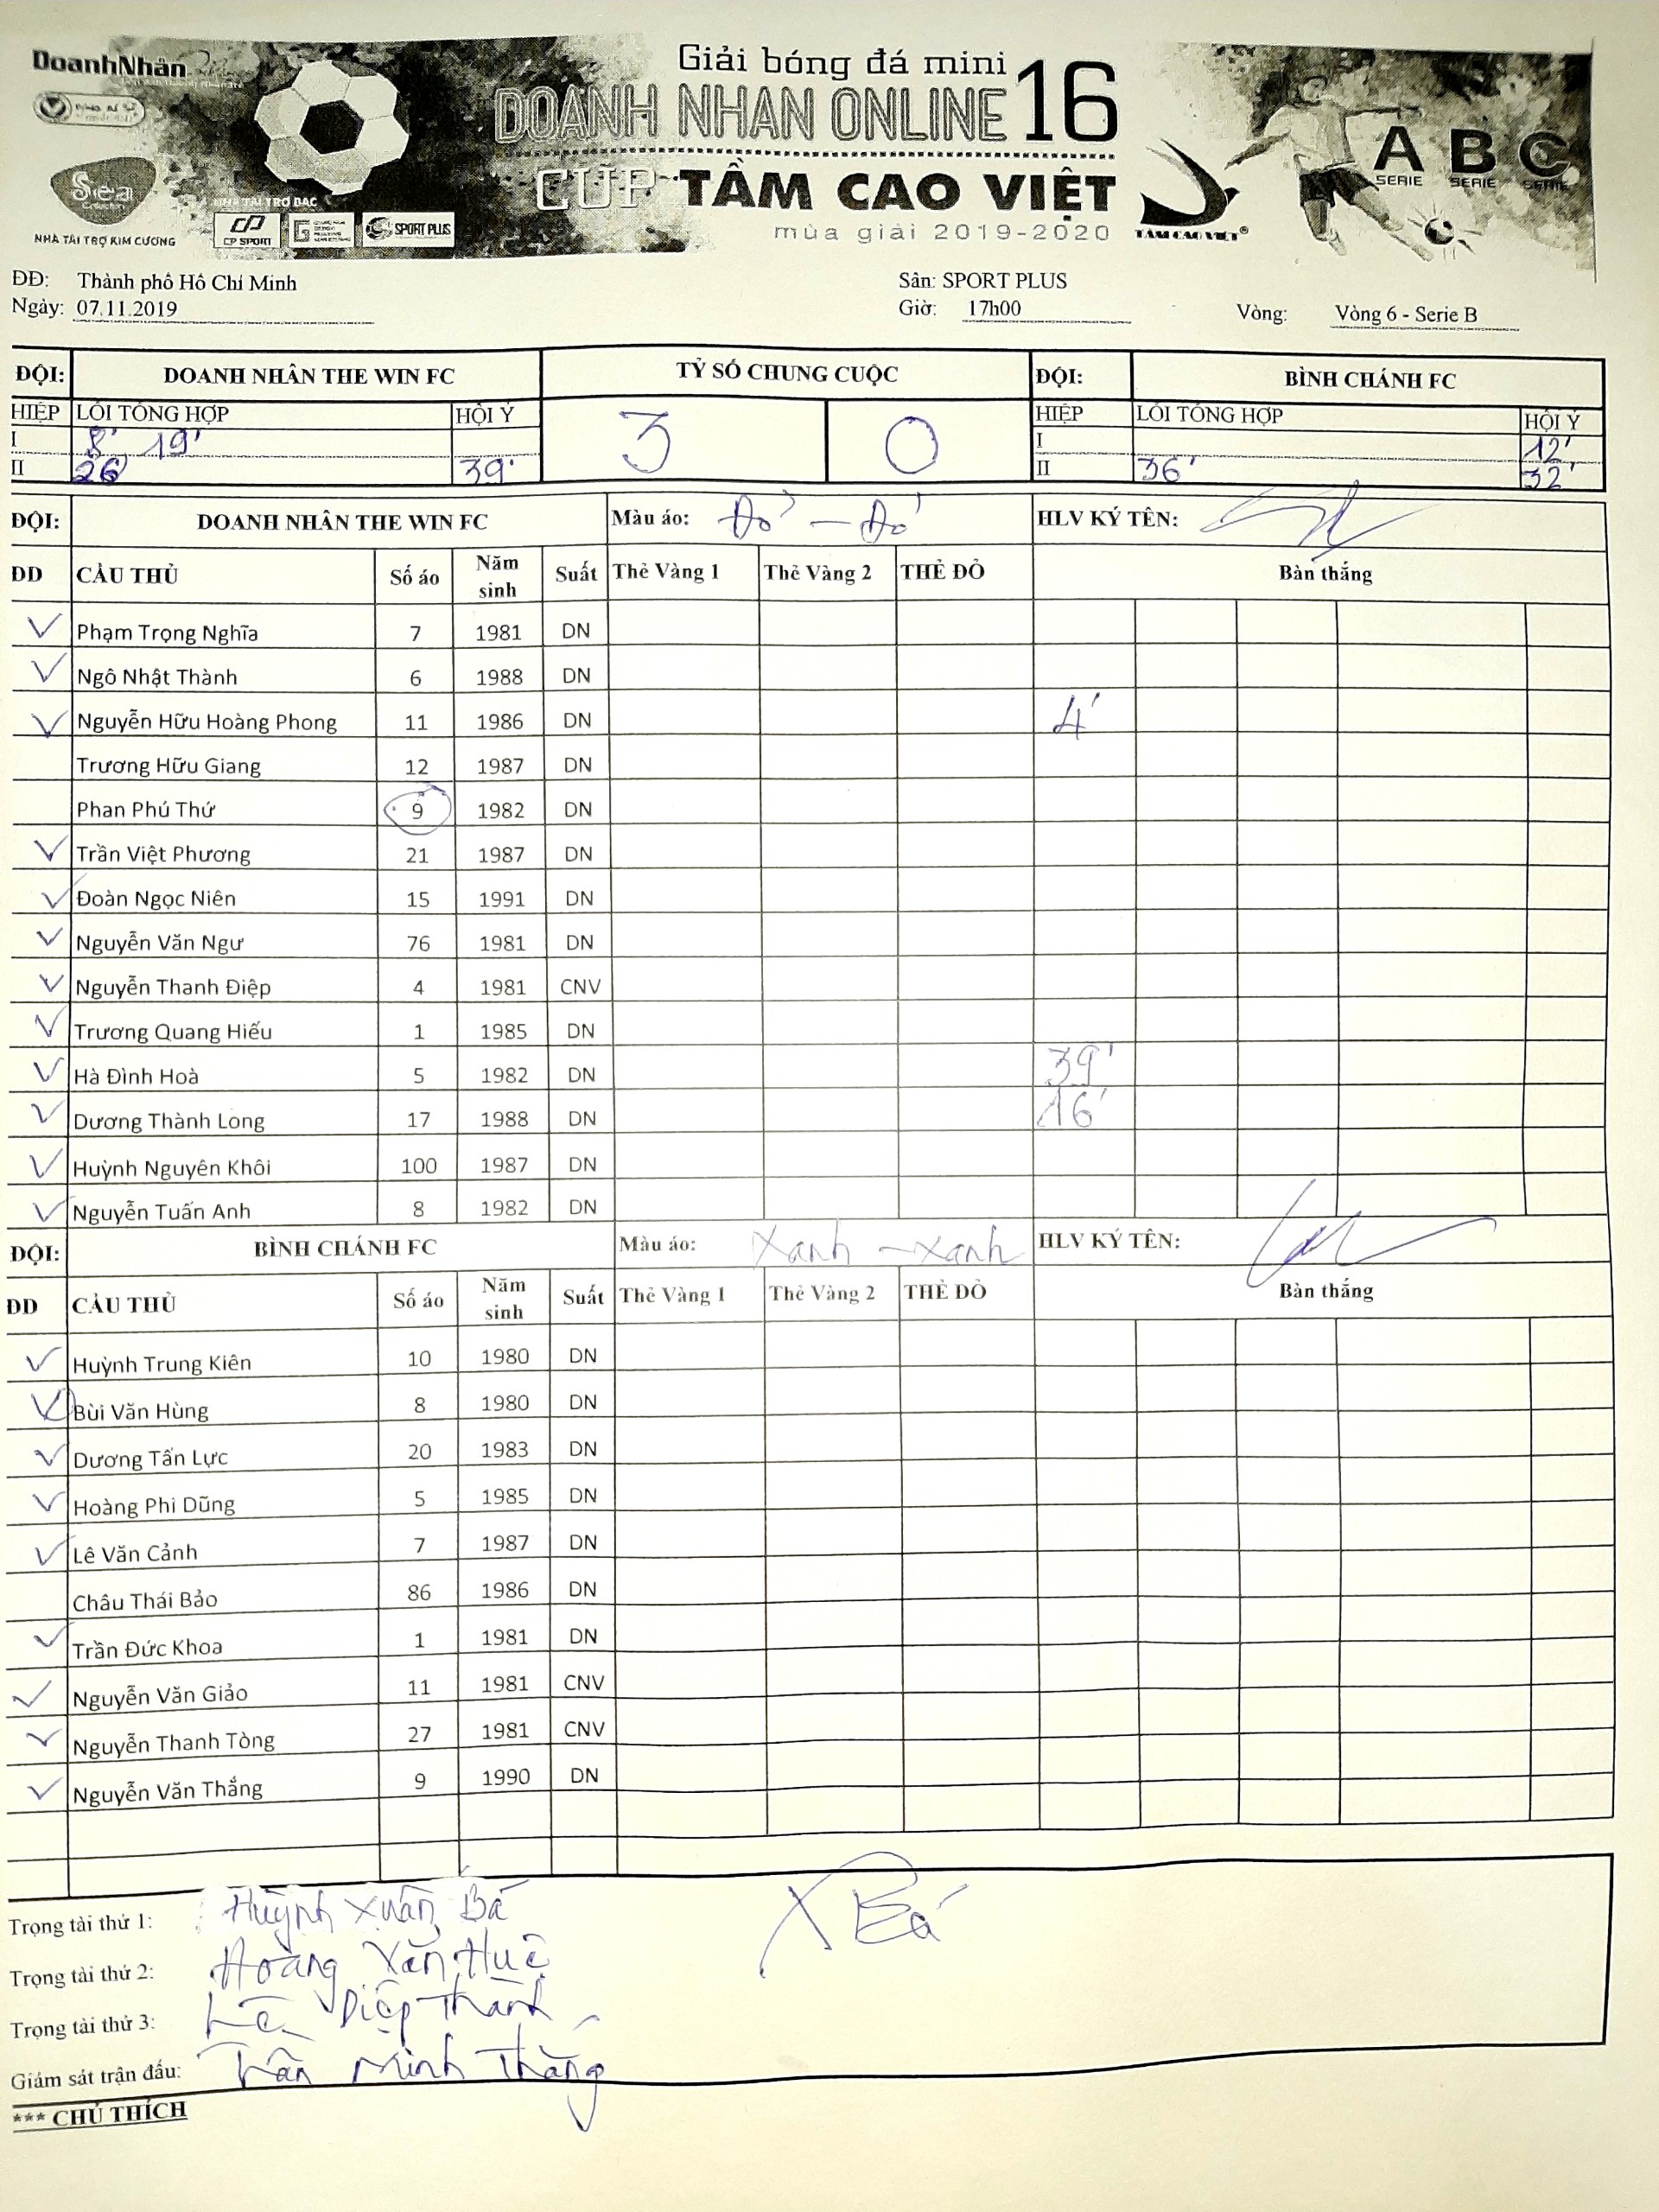 DoanhNhân
Giải bóng đá mini
DOANH NHAN ONLINE 16
CUP TẦM CAO VIỆT
mùa giải 2019-2020
Sea
NHÀ TÀI TRỢ KIM CƯƠNG
NHÀ TÀI TRỢ BẠC
CP SPORT
SPORT PLUS
TẦM CAO VIỆT®
A SERIE B SERIE C SERIE
ĐĐ: Thành phố Hồ Chí Minh Sân: SPORT PLUS
Ngày: 07.11.2019 Giờ: 17h00 Vòng: Vòng 6 - Serie B
ĐỘI: DOANH NHÂN THE WIN FC TỶ SỐ CHUNG CUỘC ĐỘI: BÌNH CHÁNH FC
HIỆP LỖI TỔNG HỢP HỘI Ý 3 0 HIỆP LỖI TỔNG HỢP HỘI Ý
I 8' 19' I 12'
II 26' 39' II 36' 32'
ĐỘI: DOANH NHÂN THE WIN FC Màu áo: Đỏ - Đỏ HLV KÝ TÊN:
DD CẦU THỦ Số áo Năm sinh Suất Thẻ Vàng 1 Thẻ Vàng 2 THẺ ĐỎ Bàn thắng
Phạm Trọng Nghĩa 7 1981 DN
Ngô Nhật Thành 6 1988 DN
Nguyễn Hữu Hoàng Phong 11 1986 DN 4'
Trương Hữu Giang 12 1987 DN
Phan Phú Thứ 9 1982 DN
Trần Việt Phương 21 1987 DN
Đoàn Ngọc Niên 15 1991 DN
Nguyễn Văn Ngư 76 1981 DN
Nguyễn Thanh Điệp 4 1981 CNV
Trương Quang Hiếu 1 1985 DN
Hà Đình Hoà 5 1982 DN 39'
Dương Thành Long 17 1988 DN 16'
Huỳnh Nguyên Khôi 100 1987 DN
Nguyễn Tuấn Anh 8 1982 DN
ĐỘI: BÌNH CHÁNH FC Màu áo: Xanh - Xanh HLV KÝ TÊN:
DD CẦU THỦ Số áo Năm sinh Suất Thẻ Vàng 1 Thẻ Vàng 2 THẺ ĐỎ Bàn thắng
Huỳnh Trung Kiên 10 1980 DN
Bùi Văn Hùng 8 1980 DN
Dương Tấn Lực 20 1983 DN
Hoàng Phi Dũng 5 1985 DN
Lê Văn Cảnh 7 1987 DN
Châu Thái Bảo 86 1986 DN
Trần Đức Khoa 1 1981 DN
Nguyễn Văn Giảo 11 1981 CNV
Nguyễn Thanh Tòng 27 1981 CNV
Nguyễn Văn Thắng 9 1990 DN
Trọng tài thứ 1: Huỳnh Xuân Bá X Bá
Trọng tài thứ 2: Hoàng Văn Huê
Trọng tài thứ 3: Lê Diệp Thành
Giám sát trận đấu: Trần Minh Thắng
*** CHÚ THÍCH